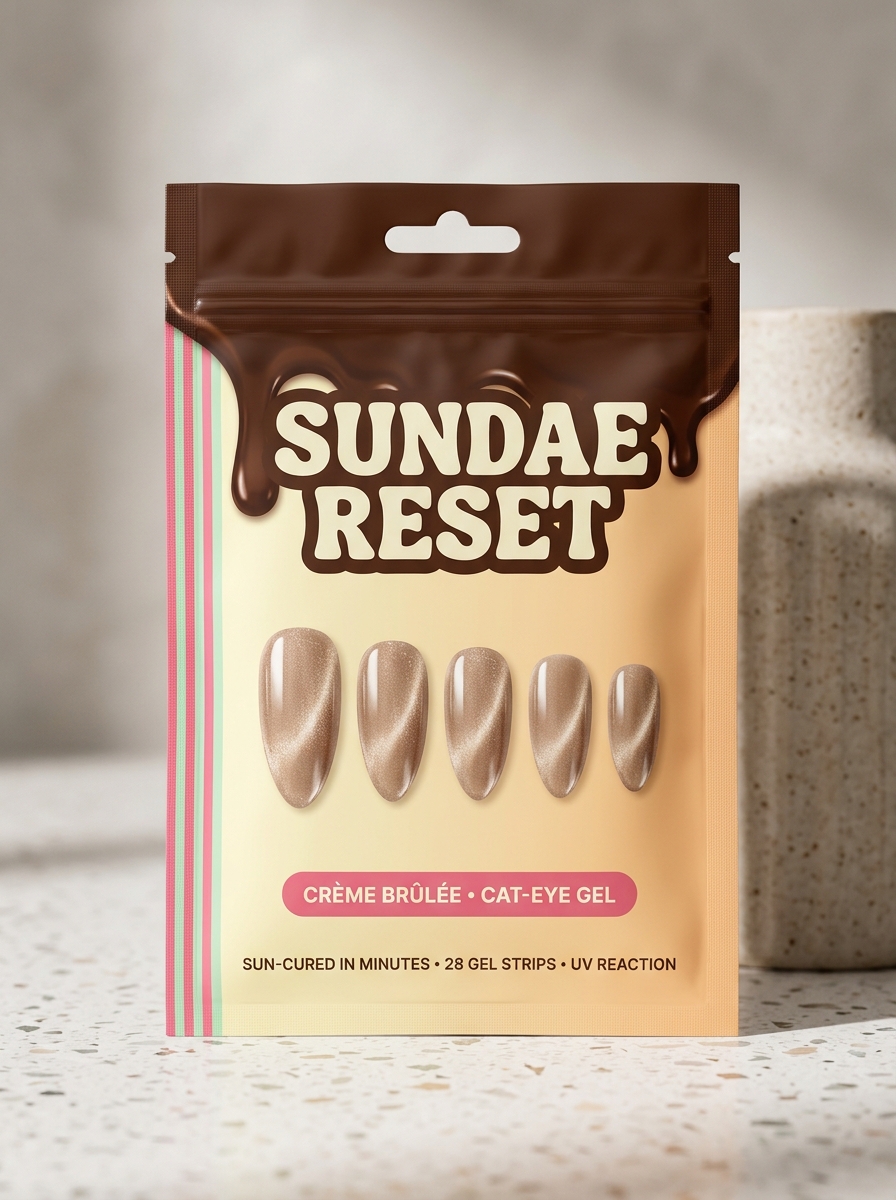 SUNDAE
RESET
CRÈME BRÛLÉE • CAT-EYE GEL
SUN-CURED IN MINUTES • 28 GEL STRIPS • UV REACTION